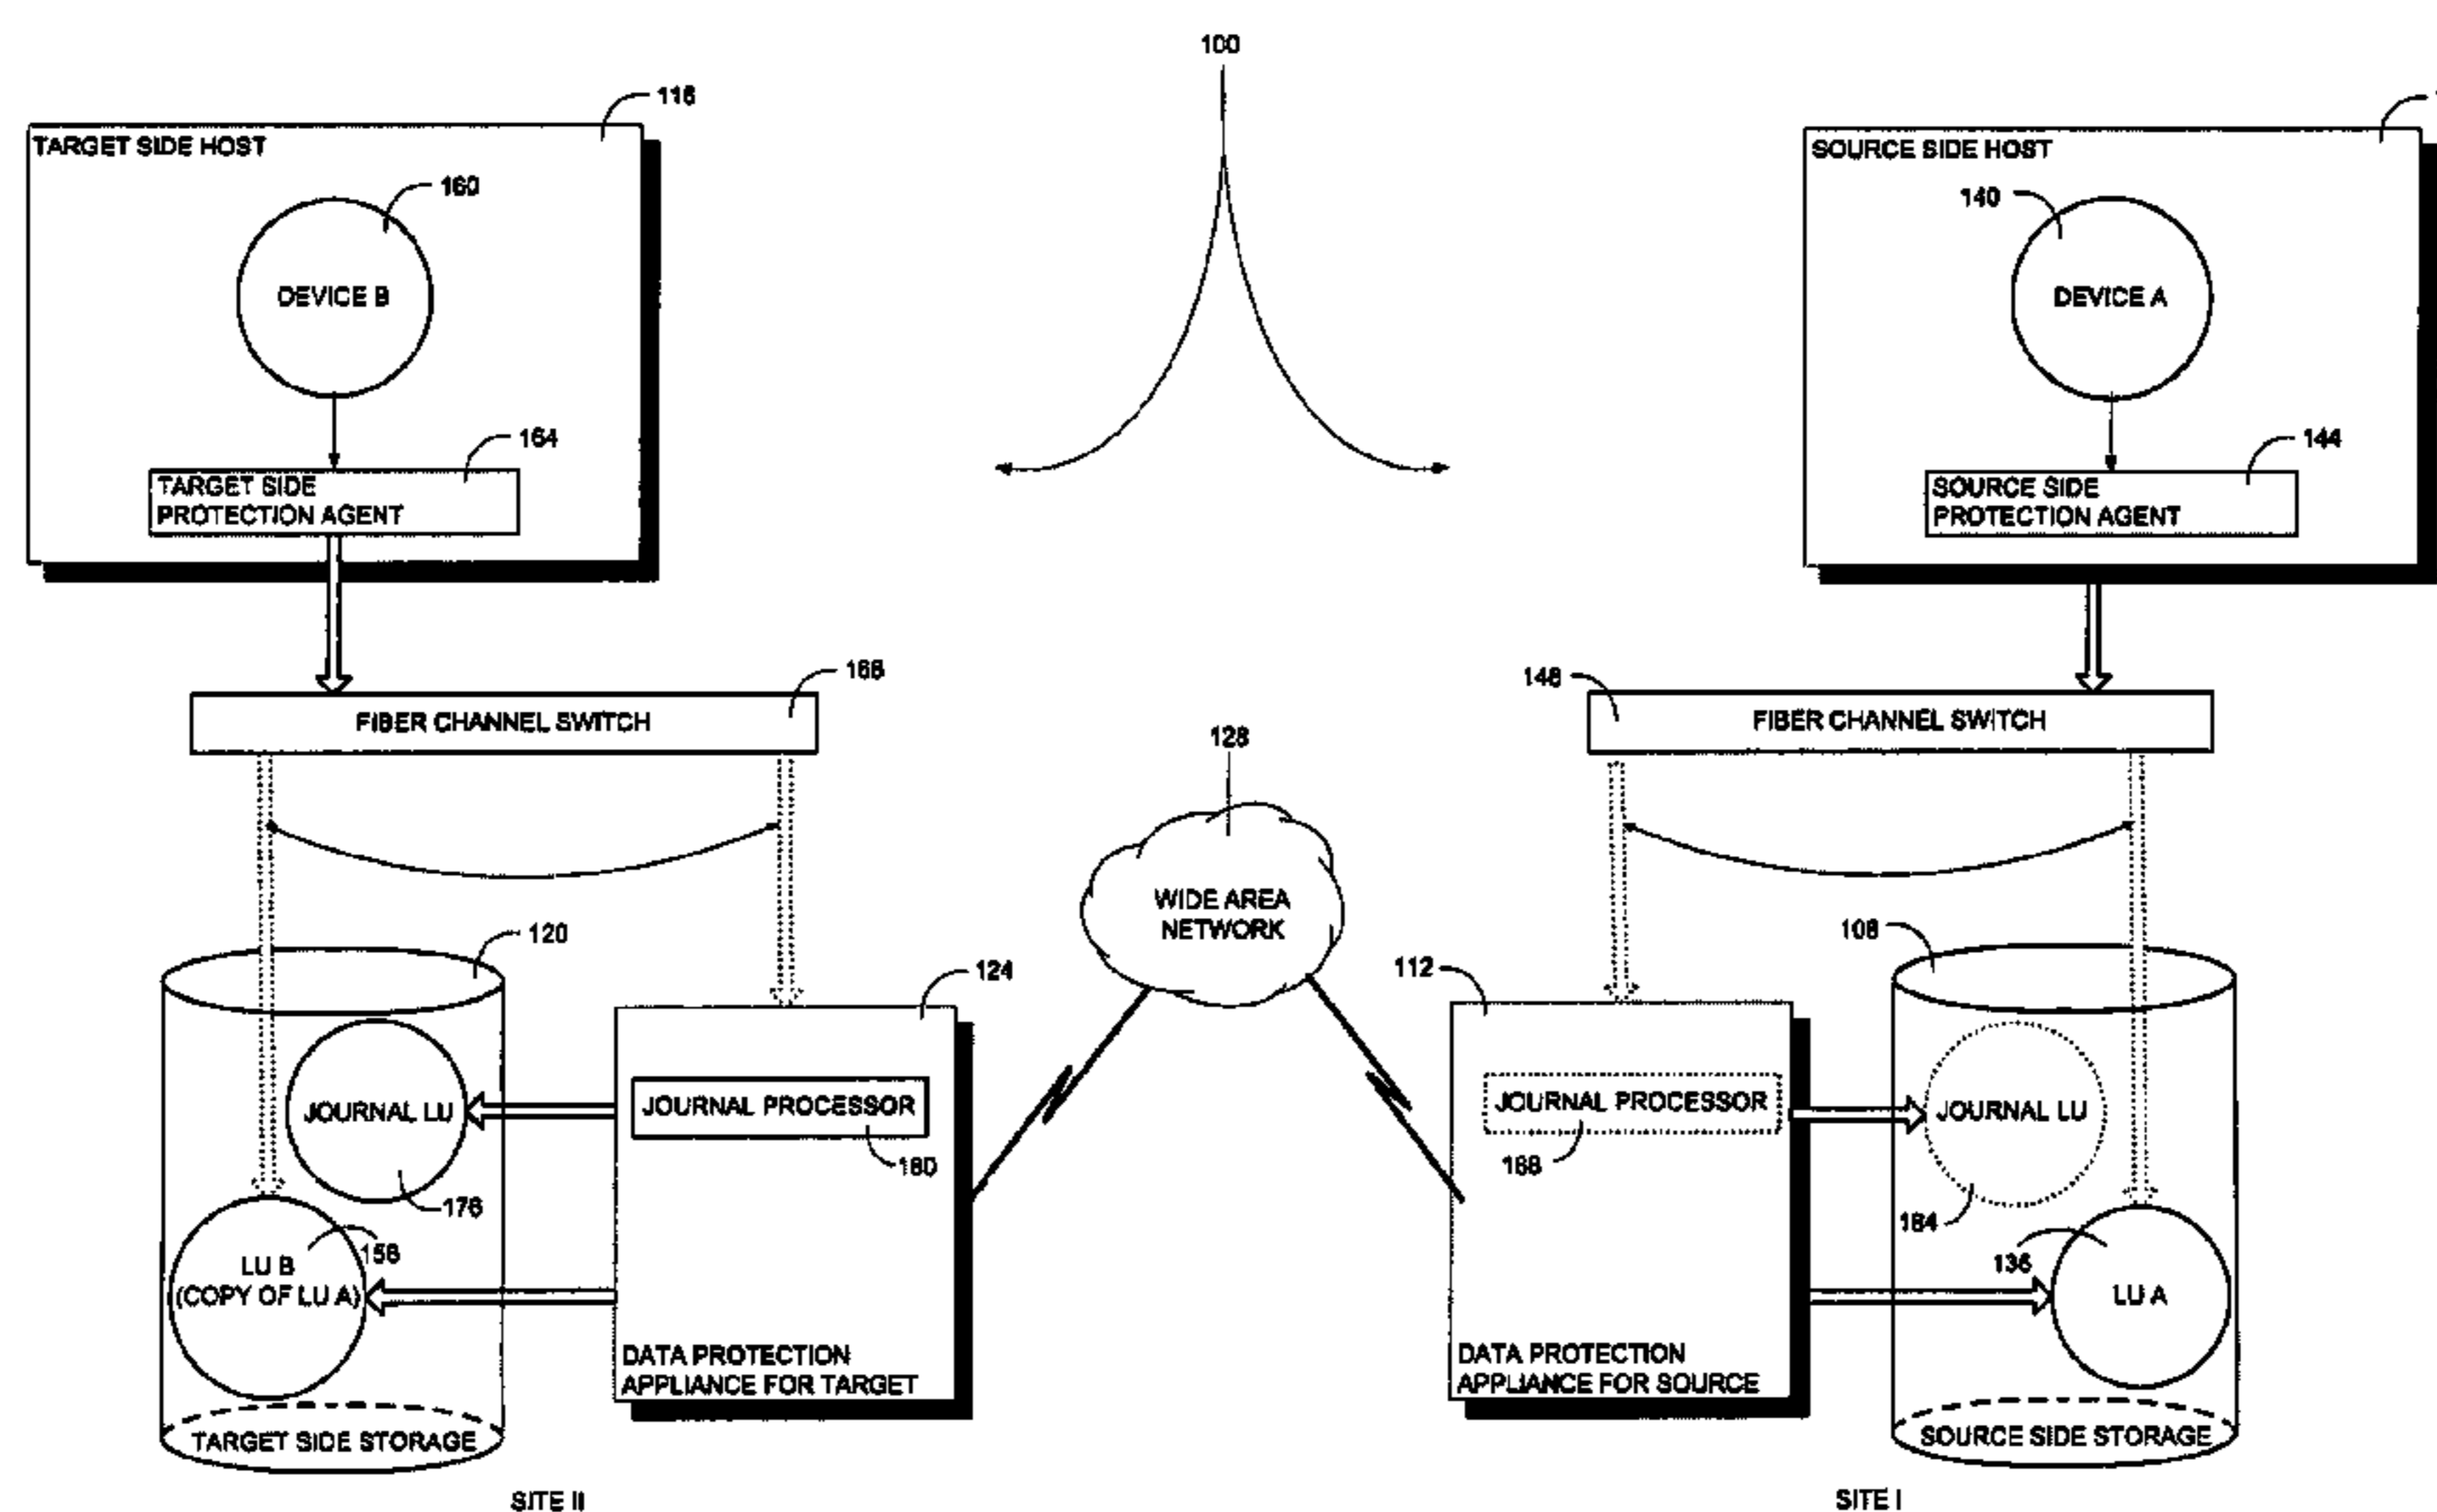 100
116
TARGET SIDE HOST
160
DEVICE B
164
TARGET SIDE
PROTECTION AGENT
SOURCE SIDE HOST
140
DEVICE A
144
SOURCE SIDE
PROTECTION AGENT
168
FIBER CHANNEL SWITCH
148
FIBER CHANNEL SWITCH
128
WIDE AREA
NETWORK
120
124
JOURNAL LU
JOURNAL PROCESSOR
180
176
156
LU B
(COPY OF LU A)
DATA PROTECTION
APPLIANCE FOR TARGET
TARGET SIDE STORAGE
SITE II
112
108
JOURNAL PROCESSOR
188
JOURNAL LU
184
136
LU A
DATA PROTECTION
APPLIANCE FOR SOURCE
SOURCE SIDE STORAGE
SITE I